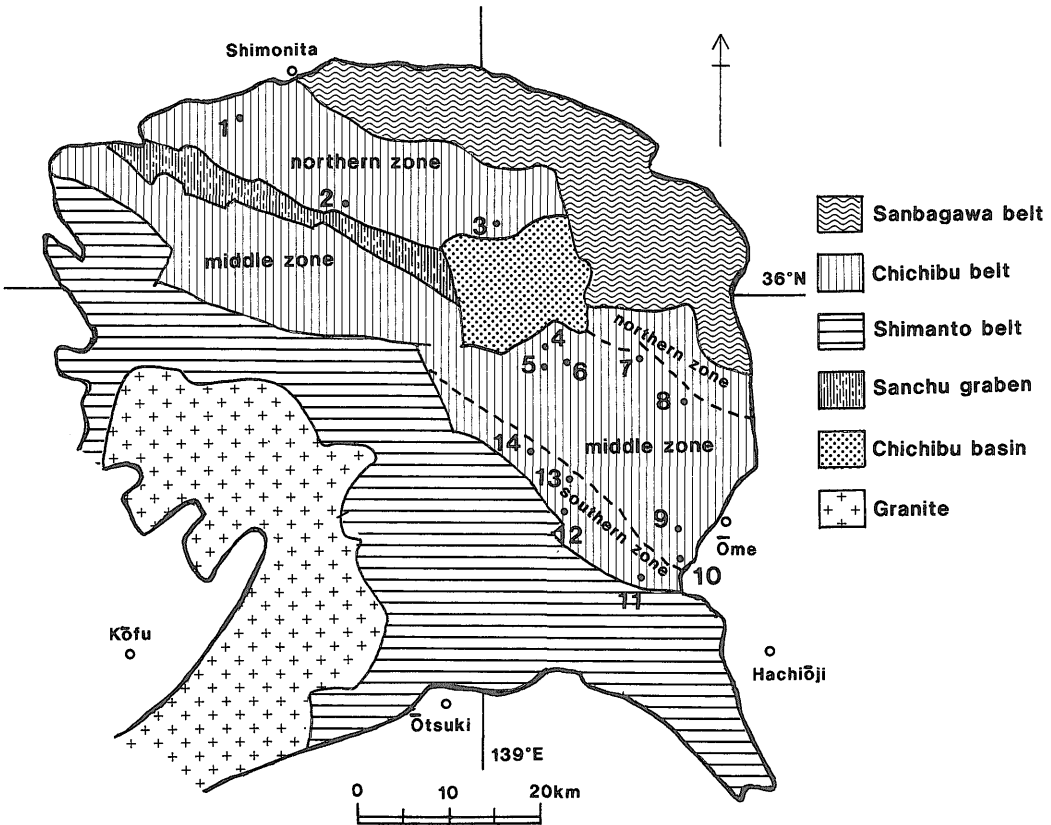 Shimonita
1
northern zone
2
3
middle zone
36°N
northern zone
4
5
6
7
8
middle zone
14
13
southern zone
12
9
Ōme
10
11
Kōfu
Hachiōji
Ōtsuki
139°E
0 10 20km
Sanbagawa belt
Chichibu belt
Shimanto belt
Sanchu graben
Chichibu basin
Granite